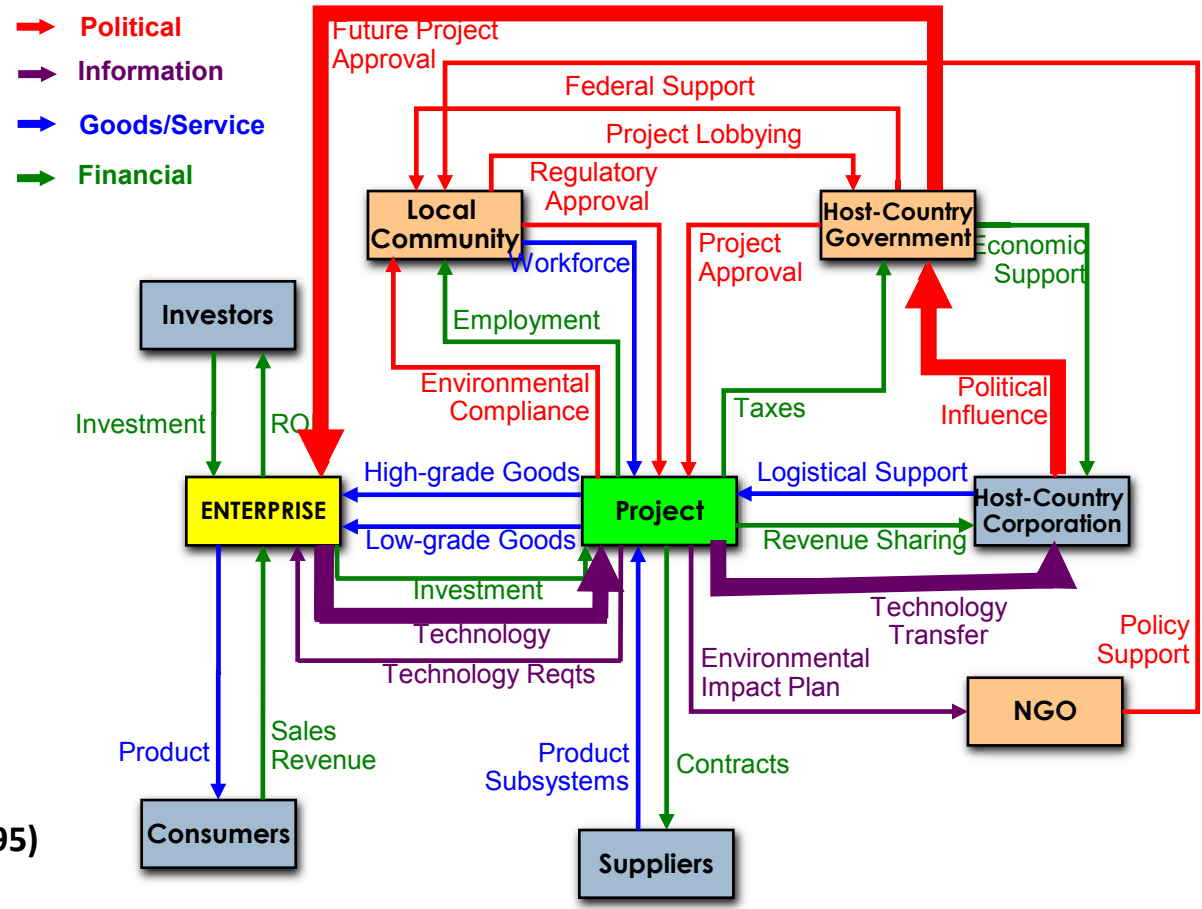 Political
Information
Goods/Service
Financial
Future Project
Approval
Federal Support
Project Lobbying
Regulatory
Approval
Local
Community
Host-Country
Government
Workforce
Project
Approval
Economic
Support
Investors
Employment
Environmental
Compliance
Taxes
Political
Influence
Investment
ROI
High-grade Goods
Logistical Support
ENTERPRISE
Project
Host-Country
Corporation
Low-grade Goods
Revenue Sharing
Investment
Technology
Technology
Transfer
Technology Reqts
Environmental
Impact Plan
Policy
Support
NGO
Product
Sales
Revenue
Product
Subsystems
Contracts
Consumers
Suppliers
95)